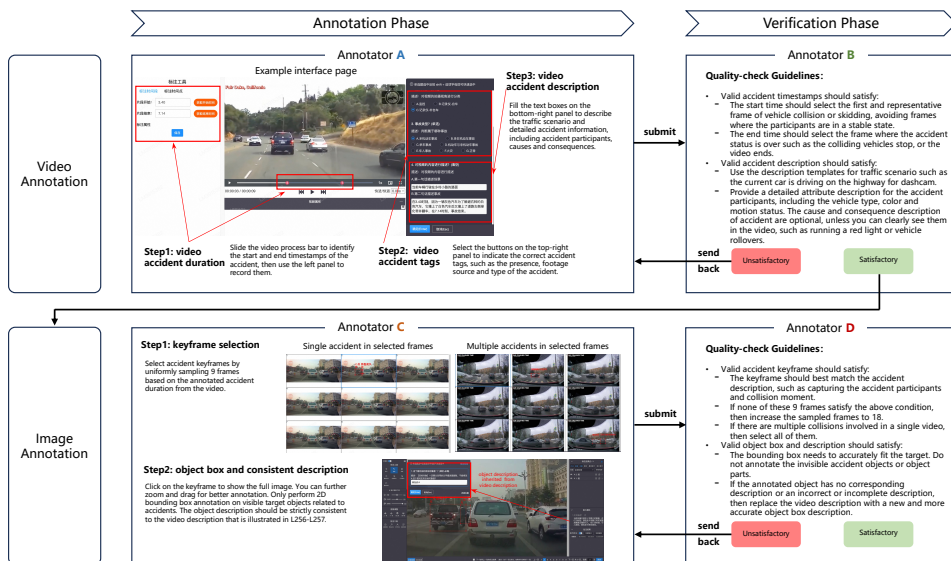 Annotation Phase
Verification Phase
Video
Annotation
Annotator A
Example interface page
标注工具
5.41
7.14
Step3: video
accident description
Fill the text boxes on the
bottom-right panel to describe
the traffic scenario and
detailed accident information,
including accident participants,
causes and consequences.
Step1: video
accident duration
Slide the video process bar to identify
the start and end timestamps of the
accident, then use the left panel to
record them.
Step2: video
accident tags
Select the buttons on the top-right
panel to indicate the correct accident
tags, such as the presence, footage
source and type of the accident.
submit
send
back
Annotator B
Quality-check Guidelines:
• Valid accident timestamps should satisfy:
– The start time should select the first and representative
frame of vehicle collision or skidding, avoiding frames
where the participants are in a stable state.
– The end time should select the frame where the accident
status is over such as the colliding vehicles stop, or the
video ends.
• Valid accident description should satisfy:
– Use the description templates for traffic scenario such as
the current car is driving on the highway for dashcam.
– Provide a detailed attribute description for the accident
participants, including the vehicle type, color and
motion status. The cause and consequence description
of accident are optional, unless you can clearly see them
in the video, such as running a red light or vehicle
rollovers.
Unsatisfactory
Satisfactory
Image
Annotation
Annotator C
Step1: keyframe selection
Select accident keyframes by
uniformly sampling 9 frames
based on the annotated accident
duration from the video.
Single accident in selected frames
Multiple accidents in selected frames
Step2: object box and consistent description
Click on the keyframe to show the full image. You can further
zoom and drag for better annotation. Only perform 2D
bounding box annotation on visible target objects related to
accidents. The object description should be strictly consistent
to the video description that is illustrated in L256-L257.
object description
inherited from
video description
submit
send
back
Annotator D
Quality-check Guidelines:
• Valid accident keyframe should satisfy:
– The keyframe should best match the accident
description, such as capturing the accident participants
and collision moment.
– If none of these 9 frames satisfy the above condition,
then increase the sampled frames to 18.
– If there are multiple collisions involved in a single video,
then select all of them.
• Valid object box and description should satisfy:
– The bounding box needs to accurately fit the target. Do
not annotate the invisible accident objects or object
parts.
– If the annotated object has no corresponding
description or an incorrect or incomplete description,
then replace the video description with a new and more
accurate object box description.
Unsatisfactory
Satisfactory